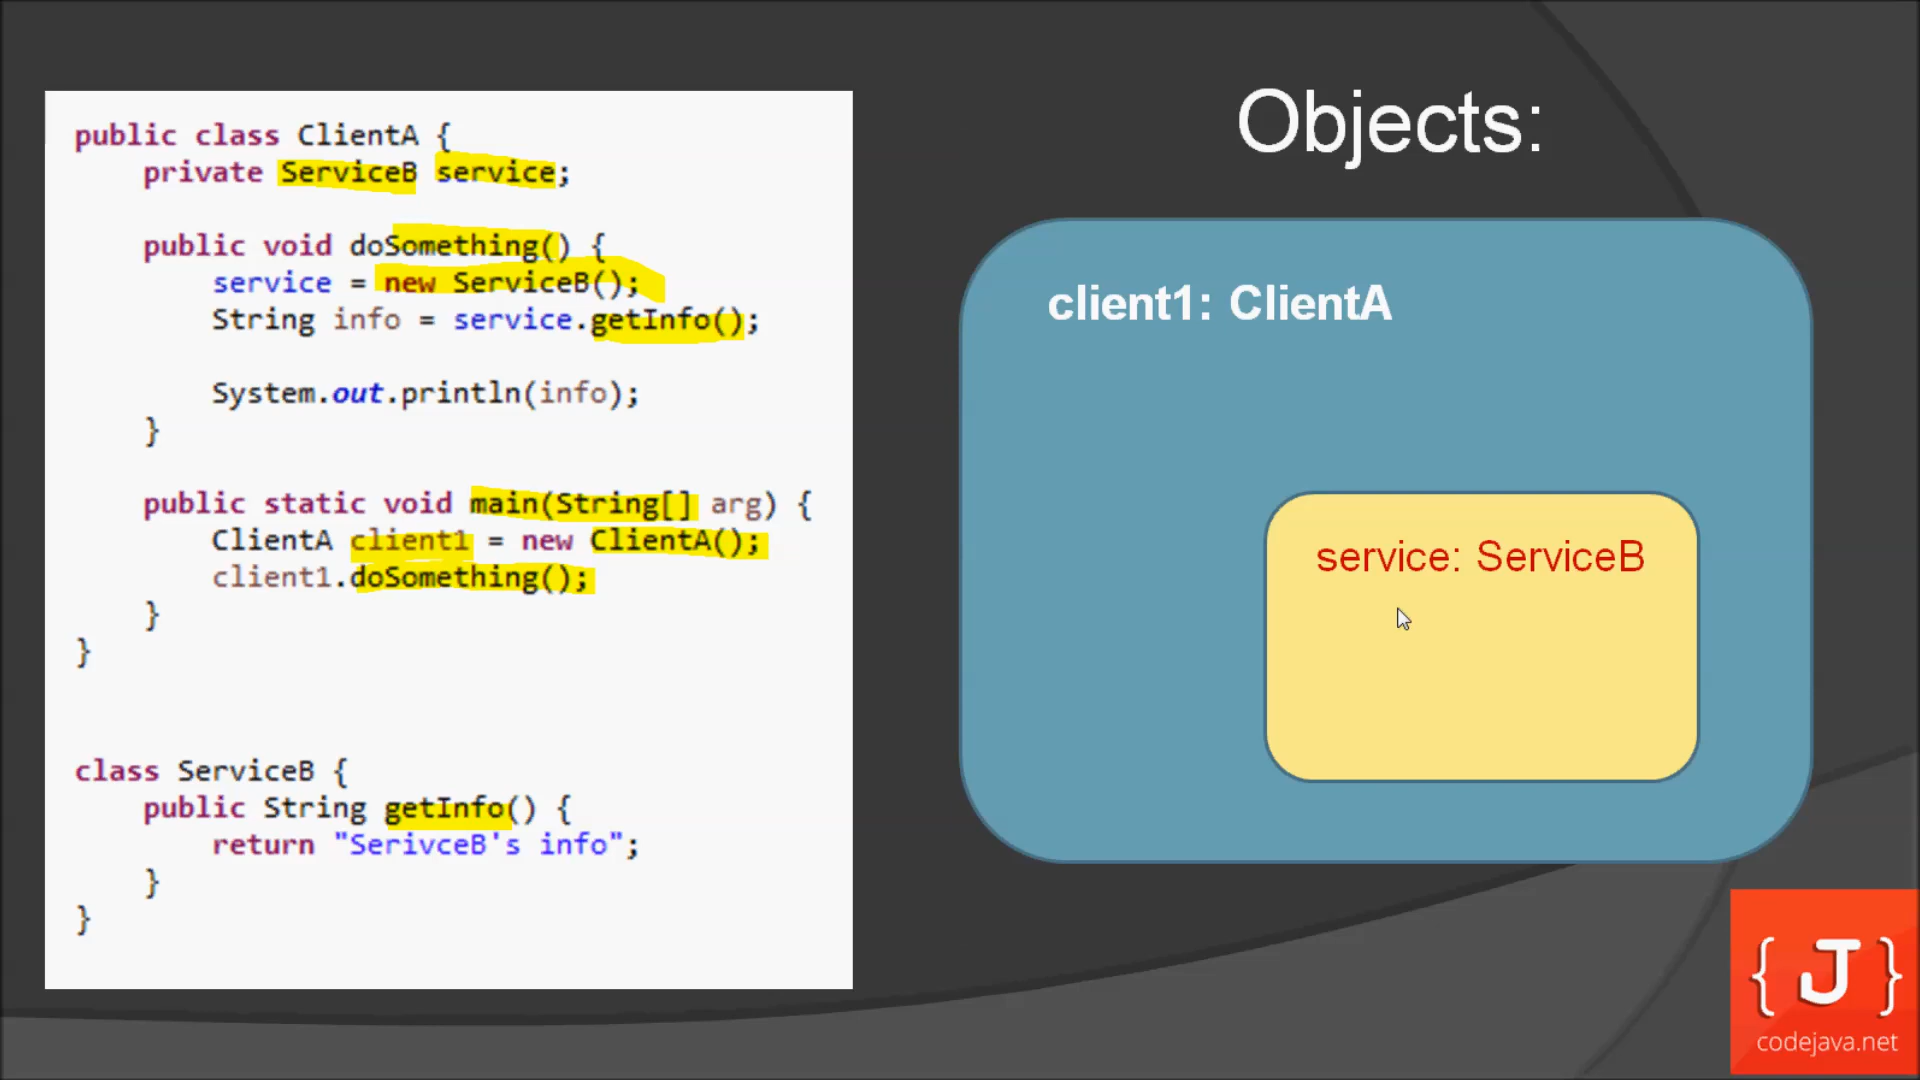 public class ClientA {
private ServiceB service;
public void doSomething() {
service = new ServiceB();
String info = service.getInfo();
System.out.println(info);
}
public static void main(String[] arg) {
ClientA client1 = new ClientA();
client1.doSomething();
}
}
class ServiceB {
public String getInfo() {
return "SerivceB's info";
}
}
Objects:
client1: ClientA
service: ServiceB
{ J }
codejava.net